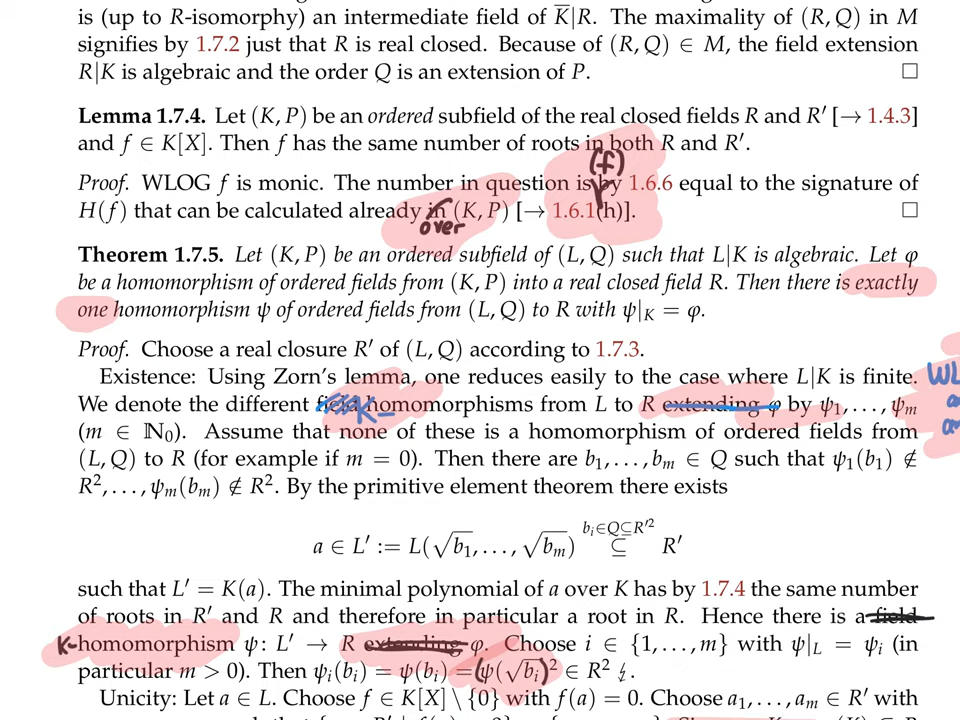 is (up to R-isomorphy) an intermediate field of K̅|R. The maximality of (R, Q) in M
signifies by 1.7.2 just that R is real closed. Because of (R, Q) ∈ M, the field extension
R|K is algebraic and the order Q is an extension of P. □
Lemma 1.7.4. Let (K, P) be an ordered subfield of the real closed fields R and R′ [→ 1.4.3]
and f ∈ K[X]. Then f has the same number of roots in both R and R′.
(f)
Proof. WLOG f is monic. The number in question is by 1.6.6 equal to the signature of
H(f) that can be calculated already in (K, P) [→ 1.6.1(h)]. □
over
Theorem 1.7.5. Let (K, P) be an ordered subfield of (L, Q) such that L|K is algebraic. Let φ
be a homomorphism of ordered fields from (K, P) into a real closed field R. Then there is exactly
one homomorphism ψ of ordered fields from (L, Q) to R with ψ|K = φ.
Proof. Choose a real closure R′ of (L, Q) according to 1.7.3.
Existence: Using Zorn's lemma, one reduces easily to the case where L|K is finite. WL
We denote the different K- homomorphisms from L to R extending φ by ψ₁, . . . , ψₘ
(m ∈ ℕ₀). Assume that none of these is a homomorphism of ordered fields from
(L, Q) to R (for example if m = 0). Then there are b₁, . . . , bₘ ∈ Q such that ψ₁(b₁) ∉
R², . . . , ψₘ(bₘ) ∉ R². By the primitive element theorem there exists
bᵢ∈Q⊆R′²
a ∈ L′ := L(√b₁, . . . , √bₘ) ⊆ R′
such that L′ = K(a). The minimal polynomial of a over K has by 1.7.4 the same number
of roots in R′ and R and therefore in particular a root in R. Hence there is a field
K-homomorphism ψ: L′ → R extending φ. Choose i ∈ {1, . . . , m} with ψ|L = ψᵢ (in
particular m > 0). Then ψᵢ(bᵢ) = ψ(bᵢ) = (ψ(√bᵢ))² ∈ R² ↯.
Unicity: Let a ∈ L. Choose f ∈ K[X] \ {0} with f(a) = 0. Choose a₁, . . . , aₘ ∈ R′ with